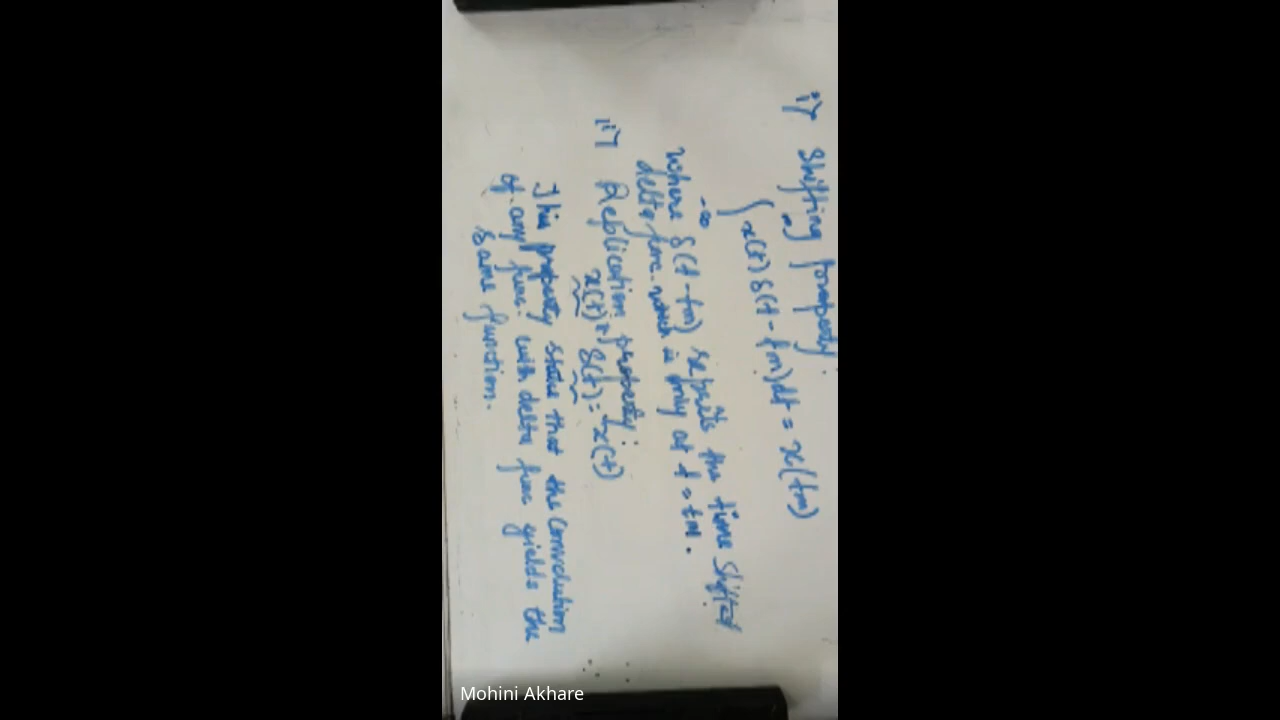 i) Shifting property:
∫ x(t) δ(t-tm)dt = x(tm)
-∞
where δ(t-tm) the time shifted
delta func. which is only at t=tm.
ii) Replication property:
x(t) * δ(t) = x(t)
This property states that the convolution
of any func. with delta func yields the
same function.
Mohini Akhare